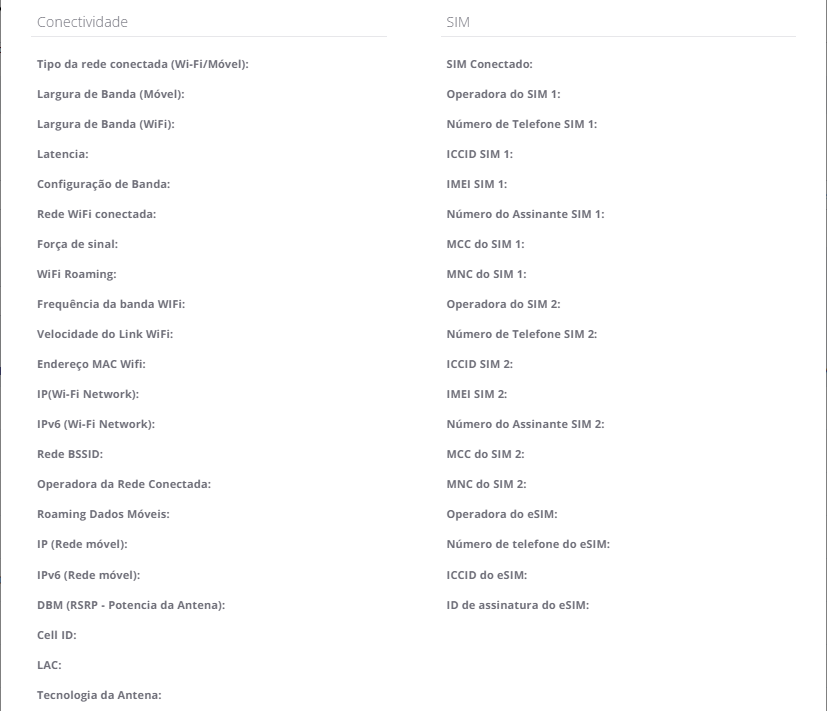 Conectividade
Tipo da rede conectada (Wi-Fi/Móvel):
Largura de Banda (Móvel):
Largura de Banda (WiFi):
Latencia:
Configuração de Banda:
Rede WiFi conectada:
Força de sinal:
WiFi Roaming:
Frequência da banda WIFi:
Velocidade do Link WiFi:
Endereço MAC Wifi:
IP(Wi-Fi Network):
IPv6 (Wi-Fi Network):
Rede BSSID:
Operadora da Rede Conectada:
Roaming Dados Móveis:
IP (Rede móvel):
IPv6 (Rede móvel):
DBM (RSRP - Potencia da Antena):
Cell ID:
LAC:
Tecnologia da Antena:
SIM
SIM Conectado:
Operadora do SIM 1:
Número de Telefone SIM 1:
ICCID SIM 1:
IMEI SIM 1:
Número do Assinante SIM 1:
MCC do SIM 1:
MNC do SIM 1:
Operadora do SIM 2:
Número de Telefone SIM 2:
ICCID SIM 2:
IMEI SIM 2:
Número do Assinante SIM 2:
MCC do SIM 2:
MNC do SIM 2:
Operadora do eSIM:
Número de telefone do eSIM:
ICCID do eSIM:
ID de assinatura do eSIM: